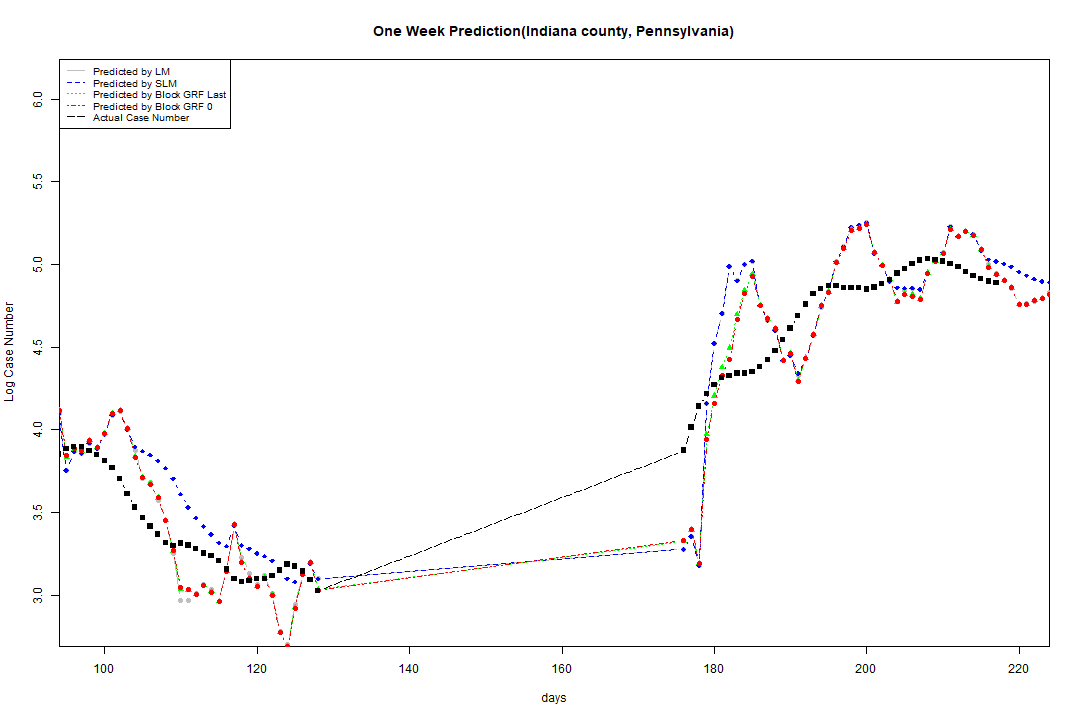 One Week Prediction(Indiana county, Pennsylvania)
Predicted by LM
Predicted by SLM
Predicted by Block GRF Last
Predicted by Block GRF 0
Actual Case Number
Log Case Number
6.0
5.5
5.0
4.5
4.0
3.5
3.0
100 120 140 160 180 200 220
days